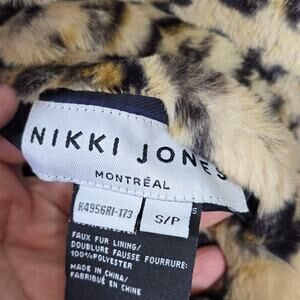 NIKKI JONES
MONTRÉAL
K4956RI-173
S/P
FAUX FUR LINING/
DOUBLURE FAUSSE FOURRURE:
100%POLYESTER
MADE IN CHINA/
FABRIQUÉ EN CHINE